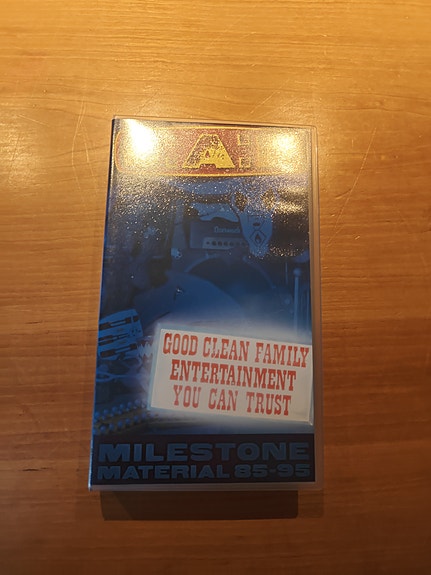 GOOD CLEAN FAMILY
ENTERTAINMENT
YOU CAN TRUST
MILESTONE
MATERIAL 85-95